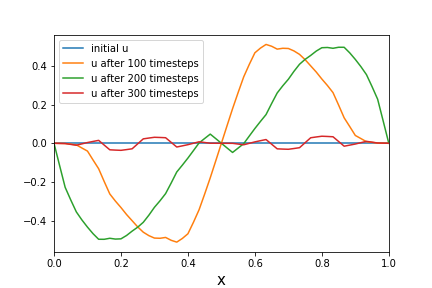 initial u
u after 100 timesteps
u after 200 timesteps
u after 300 timesteps
0.4
0.2
0.0
−0.2
−0.4
0.0 0.2 0.4 0.6 0.8 1.0
x